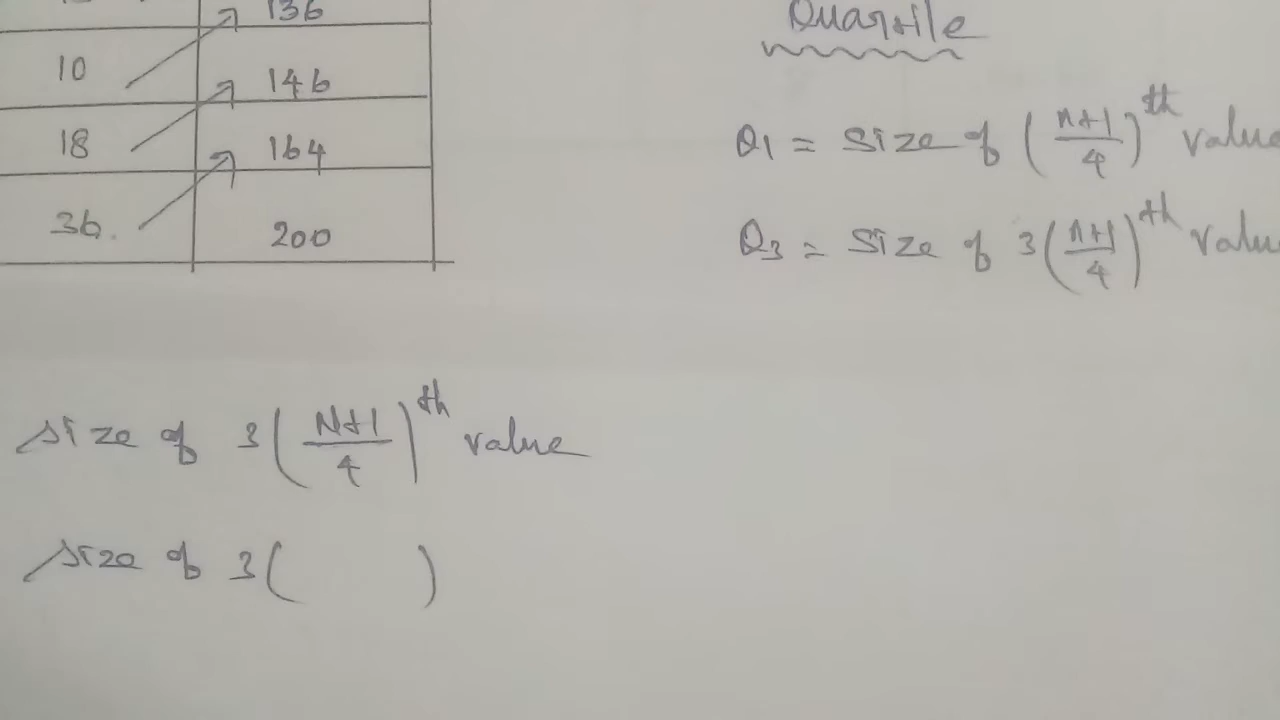 136
10 146
18 164
36 200
Quartile
Q1 = Size of (n+1/4)th value
Q3 = Size of 3(n+1/4)th value
Size of 3(N+1/4)th value
Size of 3( )